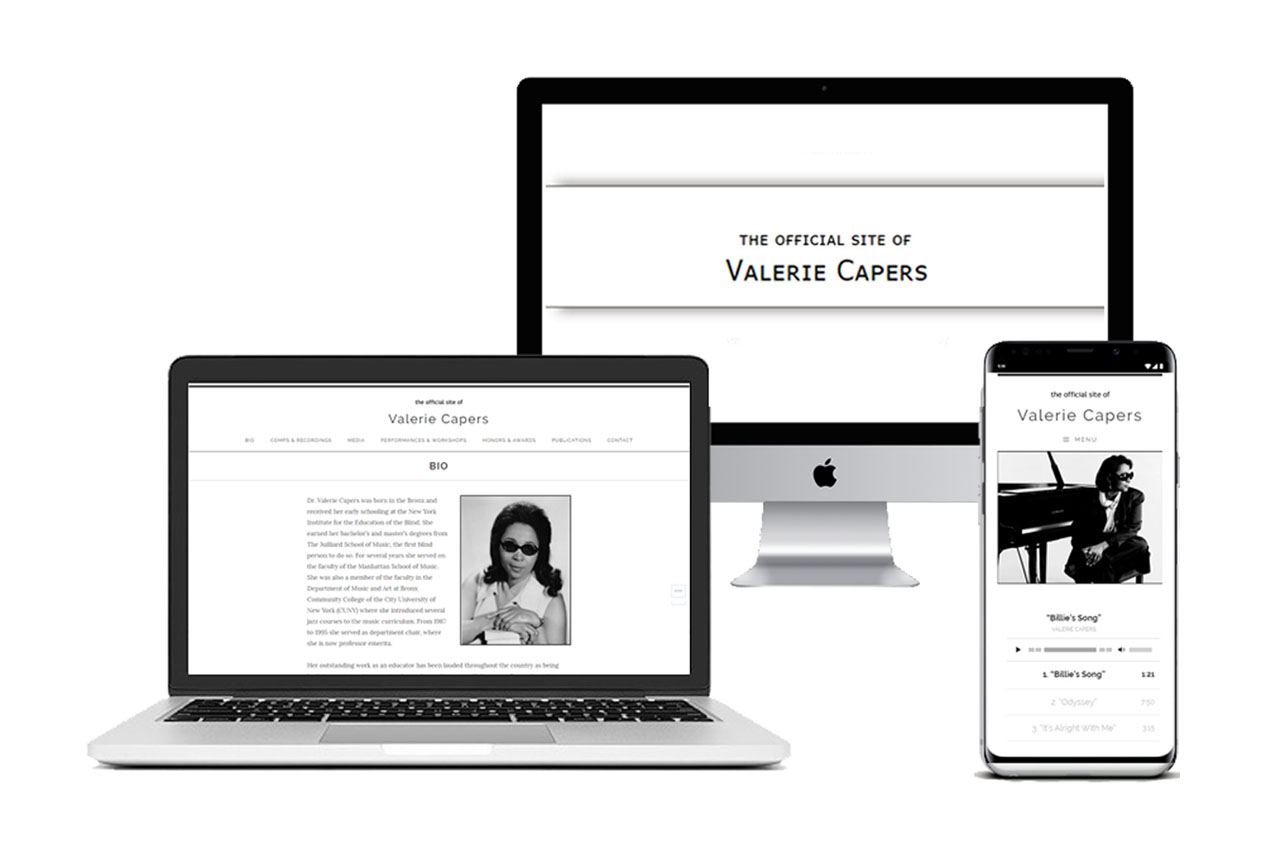 THE OFFICIAL SITE OF
VALERIE CAPERS
the official site of
Valerie Capers
BIO COMPS & RECORDINGS MEDIA PERFORMANCES & WORKSHOPS HONORS & AWARDS PUBLICATIONS CONTACT
BIO
Dr. Valerie Capers was born in the Bronx and
received her early schooling at the New York
Institute for the Education of the Blind. She
earned her bachelor's and master's degrees from
The Juilliard School of Music, the first blind
person to do so. For several years she served on
the faculty of the Manhattan School of Music.
She was also a member of the faculty in the
Department of Music and Art at Bronx
Community College of the City University of
New York (CUNY) where she introduced several
jazz courses to the music curriculum. From 1987
to 1995 she served as department chair, where
she is now professor emerita.
Her outstanding work as an educator has been lauded throughout the country as being
the official site of
Valerie Capers
MENU
"Billie's Song"
VALERIE CAPERS
1. "Billie's Song" 1:21
2. "Odyssey" 7:50
3. "It's Alright With Me" 3:15